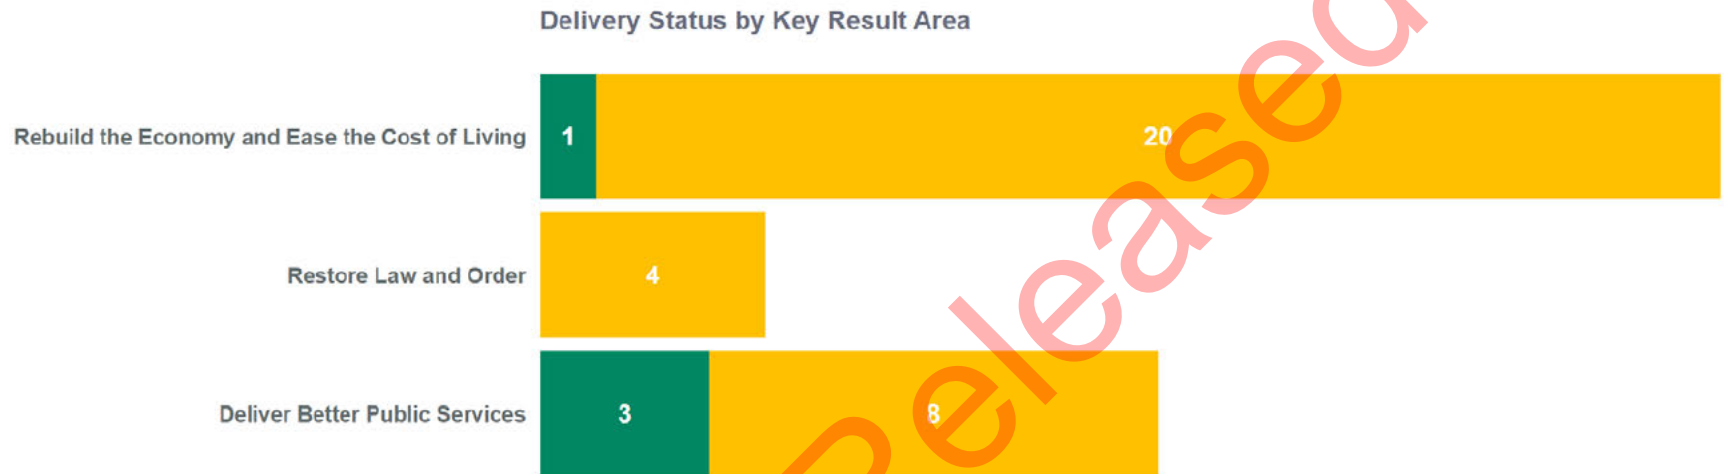 Delivery Status by Key Result Area
Rebuild the Economy and Ease the Cost of Living 1 20
Restore Law and Order 4
Deliver Better Public Services 3 8
Released